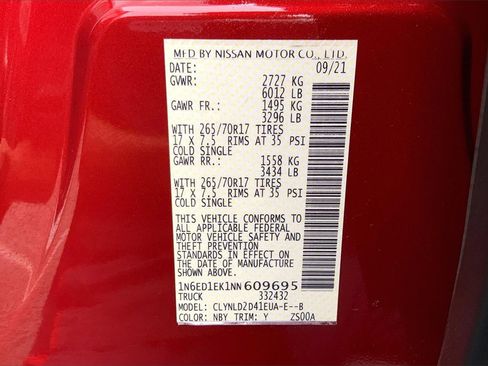 MFD BY NISSAN MOTOR CO., LTD.
DATE: 09/21
GVWR: 2727 KG
6012 LB
GAWR FR.: 1495 KG
3296 LB
WITH 265/70R17 TIRES
17 X 7.5 RIMS AT 35 PSI
COLD SINGLE
GAWR RR.: 1558 KG
3434 LB
WITH 265/70R17 TIRES
17 X 7.5 RIMS AT 35 PSI
COLD SINGLE
THIS VEHICLE CONFORMS TO
ALL APPLICABLE FEDERAL
MOTOR VEHICLE SAFETY AND
THEFT PREVENTION
STANDARDS IN EFFECT ON
THE DATE OF MANUFACTURE
SHOWN ABOVE.
1N6ED1EK1NN 609695
TRUCK 332432
MODEL: CLYNLD2D41EUA-E--B
COLOR: NBY TRIM: Y ZS00A